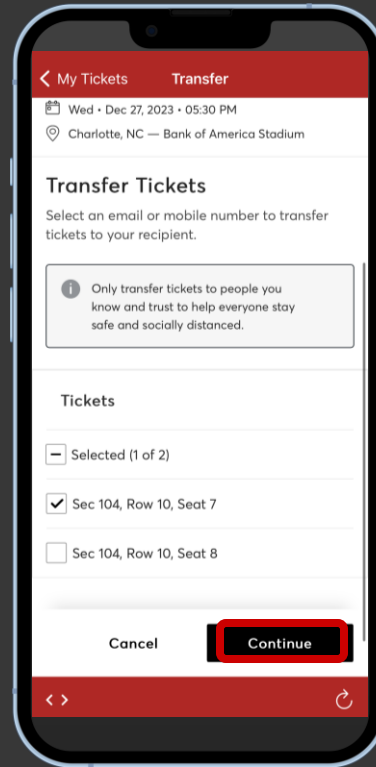 My Tickets Transfer
Wed • Dec 27, 2023 • 05:30 PM
Charlotte, NC — Bank of America Stadium
Transfer Tickets
Select an email or mobile number to transfer
tickets to your recipient.
Only transfer tickets to people you
know and trust to help everyone stay
safe and socially distanced.
Tickets
Selected (1 of 2)
Sec 104, Row 10, Seat 7
Sec 104, Row 10, Seat 8
Cancel Continue